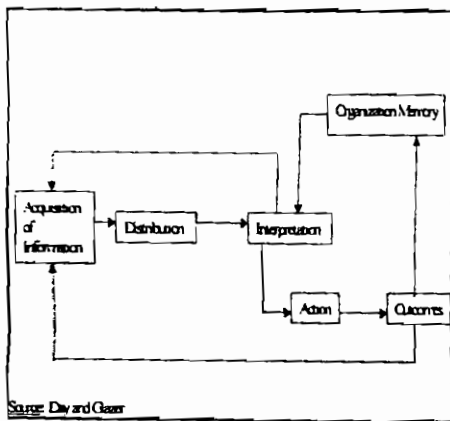 Organization Memory
Acquisition
of
Information
Distribution
Interpretation
Action
Outcomes
Source: Day and Glazer